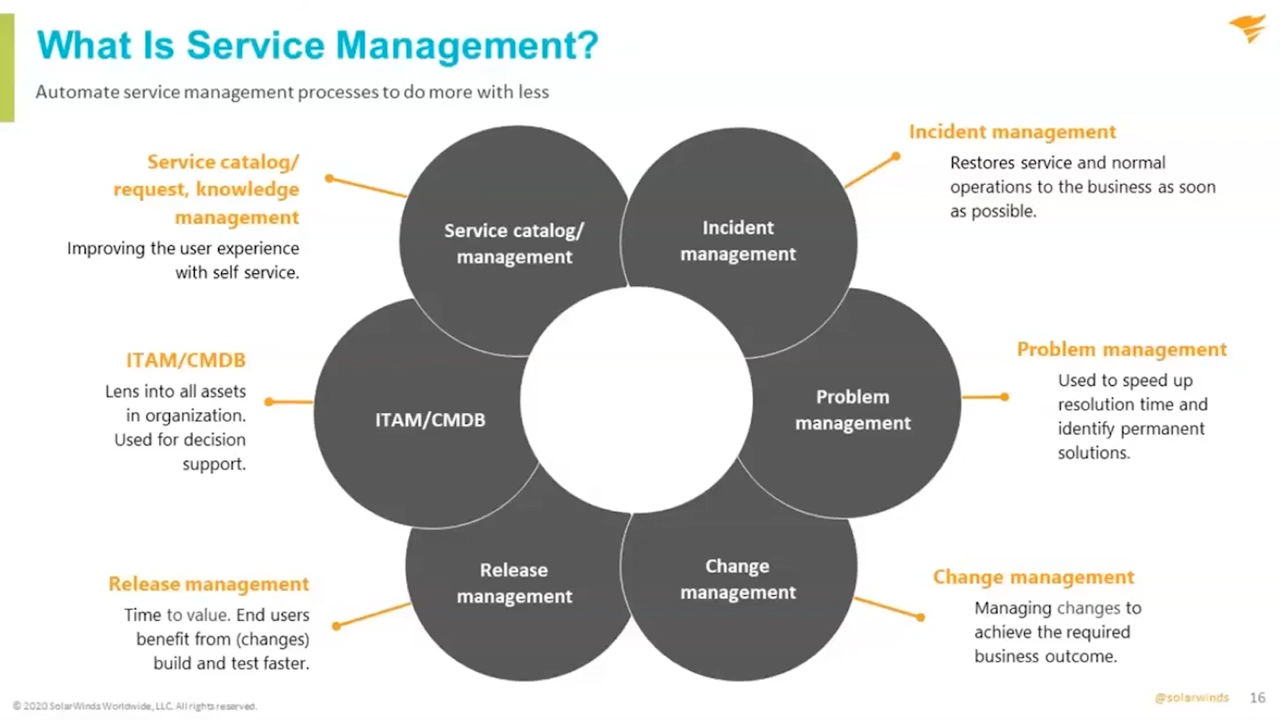 What Is Service Management?
Automate service management processes to do more with less
Service catalog/
request, knowledge
management
Improving the user experience
with self service.
ITAM/CMDB
Lens into all assets
in organization.
Used for decision
support.
Release management
Time to value. End users
benefit from (changes)
build and test faster.
Service catalog/
management
Incident
management
ITAM/CMDB
Problem
management
Release
management
Change
management
Incident management
Restores service and normal
operations to the business as soon
as possible.
Problem management
Used to speed up
resolution time and
identify permanent
solutions.
Change management
Managing changes to
achieve the required
business outcome.
© 2020 SolarWinds Worldwide, LLC. All rights reserved.
@solarwinds 16